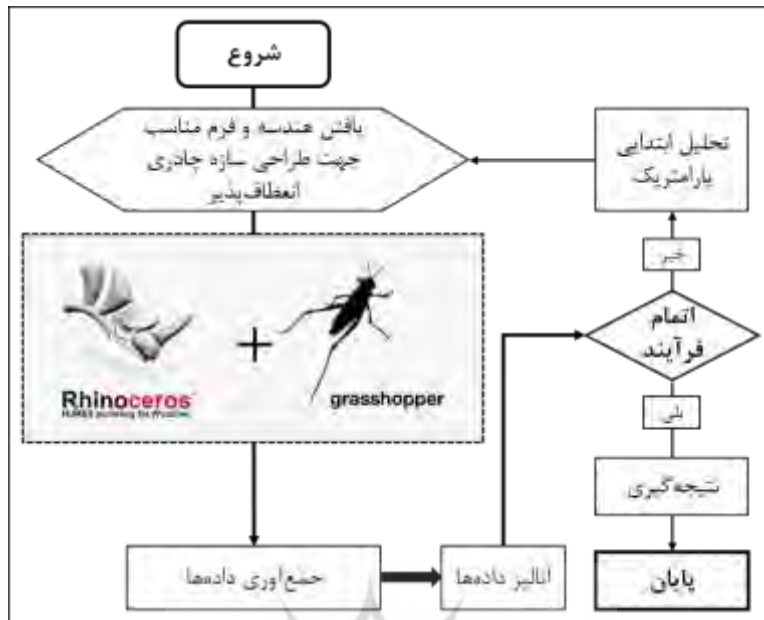 شروع
یافتن هندسه و فرم مناسب
جهت طراحی سازه چادری
انعطاف‌پذیر
تحلیل ابتدایی
پارامتریک
خیر
اتمام
فرآیند
بلی
نتیجه‌گیری
پایان
Rhinoceros
+
grasshopper
جمع‌آوری داده‌ها
آنالیز داده‌ها